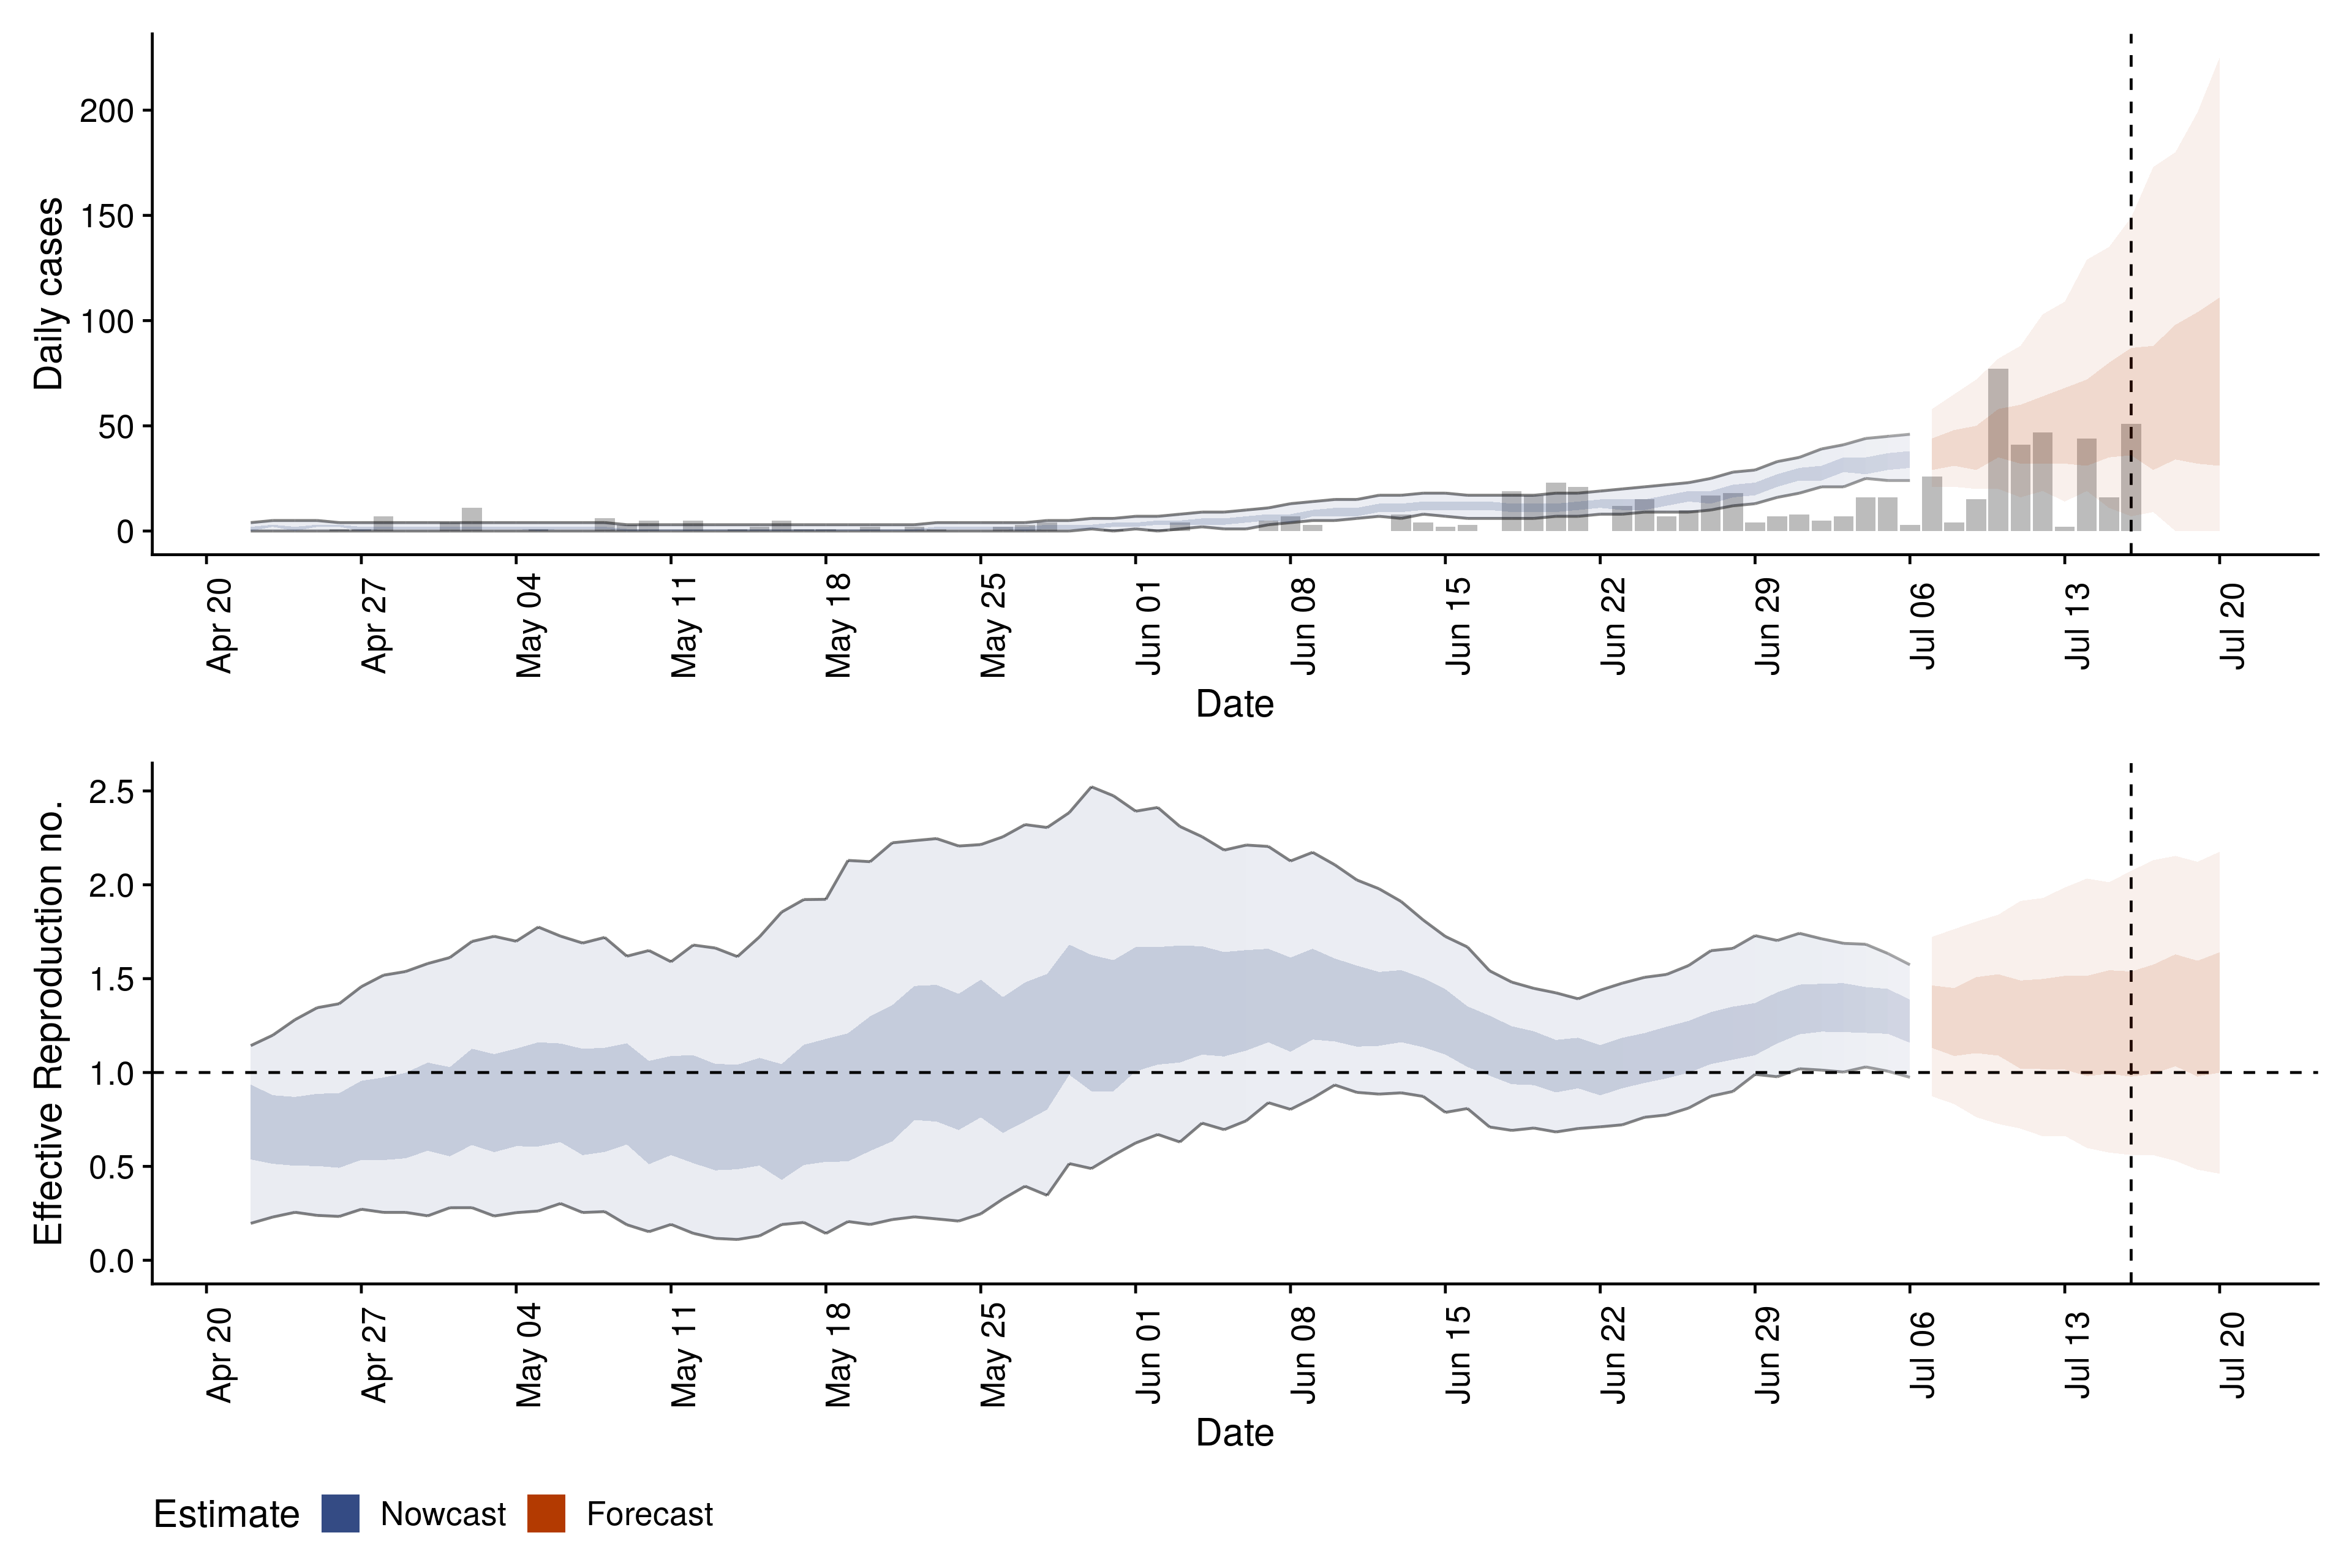 Daily cases
200
150
100
50
0
Apr 20
Apr 27
May 04
May 11
May 18
May 25
Jun 01
Jun 08
Jun 15
Jun 22
Jun 29
Jul 06
Jul 13
Jul 20
Date
Effective Reproduction no.
2.5
2.0
1.5
1.0
0.5
0.0
Apr 20
Apr 27
May 04
May 11
May 18
May 25
Jun 01
Jun 08
Jun 15
Jun 22
Jun 29
Jul 06
Jul 13
Jul 20
Date
Estimate Nowcast Forecast